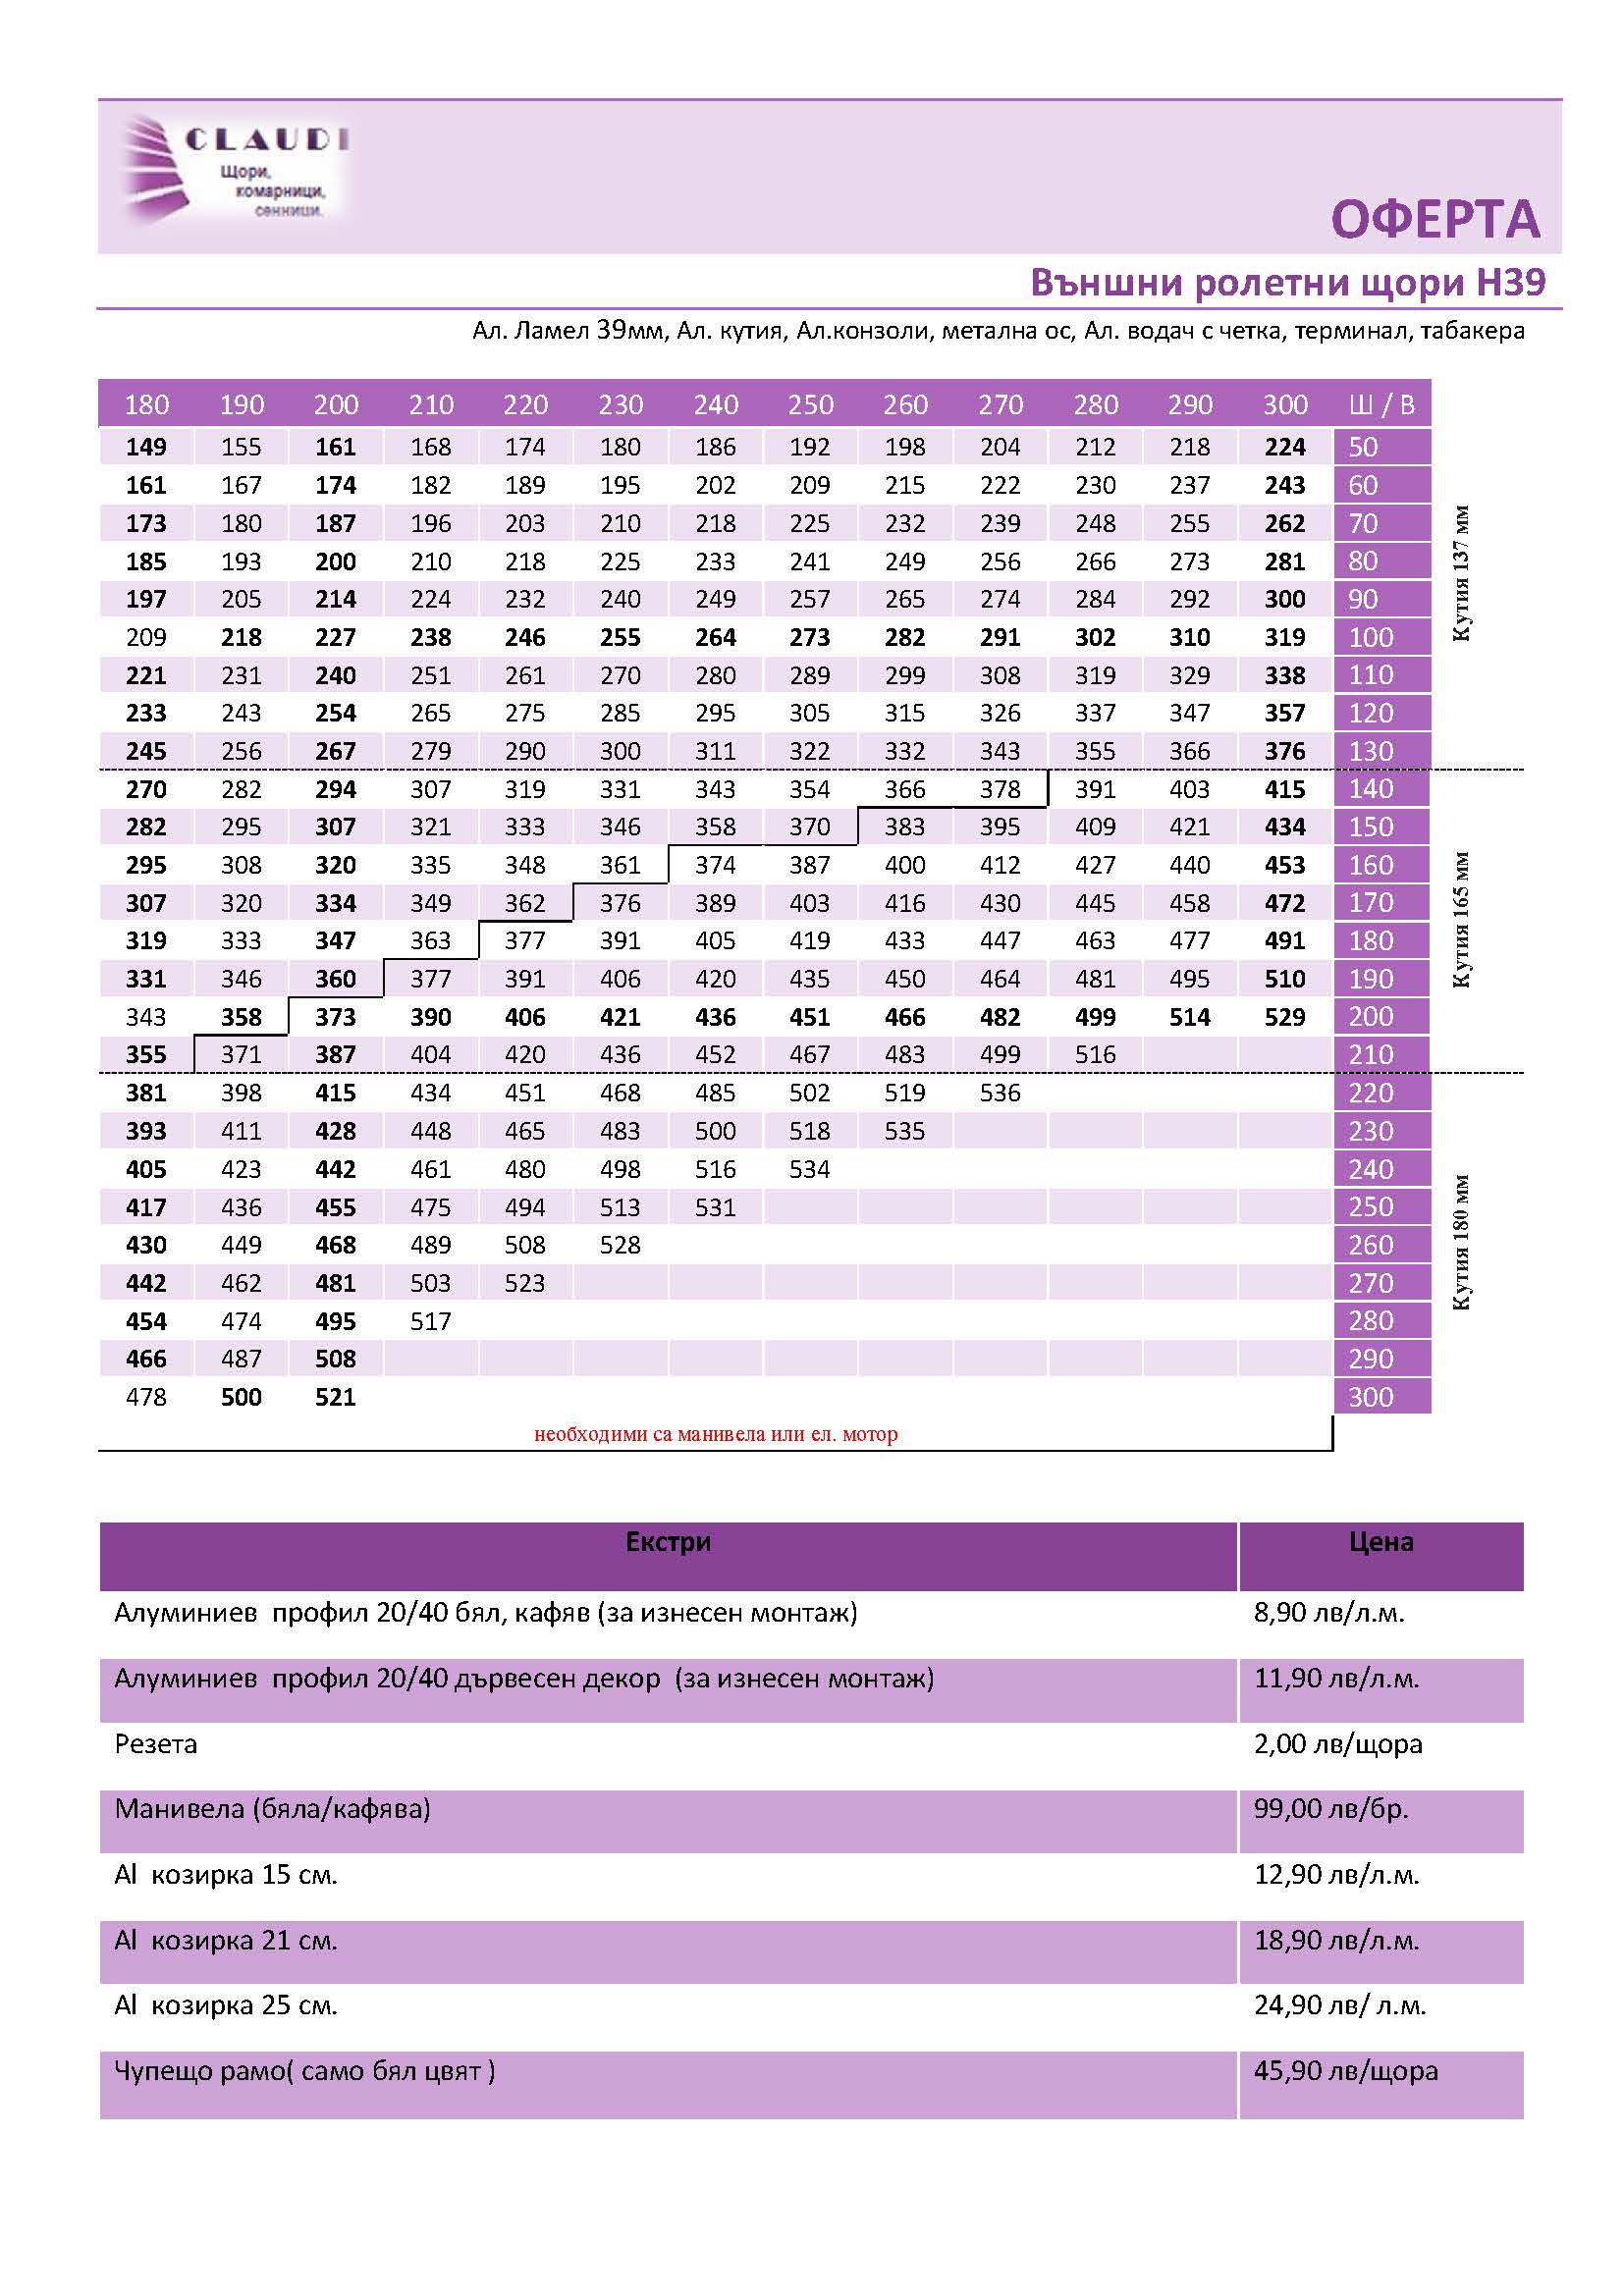 CLAUDI
Щори,
комарници,
сенници.
ОФЕРТА
Външни ролетни щори Н39
Ал. Ламел 39мм, Ал. кутия, Ал.конзоли, метална ос, Ал. водач с четка, терминал, табакера
180 190 200 210 220 230 240 250 260 270 280 290 300 Ш / В
149 155 161 168 174 180 186 192 198 204 212 218 224 50
161 167 174 182 189 195 202 209 215 222 230 237 243 60
173 180 187 196 203 210 218 225 232 239 248 255 262 70
185 193 200 210 218 225 233 241 249 256 266 273 281 80
197 205 214 224 232 240 249 257 265 274 284 292 300 90
209 218 227 238 246 255 264 273 282 291 302 310 319 100
221 231 240 251 261 270 280 289 299 308 319 329 338 110
233 243 254 265 275 285 295 305 315 326 337 347 357 120
245 256 267 279 290 300 311 322 332 343 355 366 376 130
Кутия 137 мм
270 282 294 307 319 331 343 354 366 378 391 403 415 140
282 295 307 321 333 346 358 370 383 395 409 421 434 150
295 308 320 335 348 361 374 387 400 412 427 440 453 160
307 320 334 349 362 376 389 403 416 430 445 458 472 170
319 333 347 363 377 391 405 419 433 447 463 477 491 180
331 346 360 377 391 406 420 435 450 464 481 495 510 190
343 358 373 390 406 421 436 451 466 482 499 514 529 200
355 371 387 404 420 436 452 467 483 499 516 210
Кутия 165 мм
381 398 415 434 451 468 485 502 519 536 220
393 411 428 448 465 483 500 518 535 230
405 423 442 461 480 498 516 534 240
417 436 455 475 494 513 531 250
430 449 468 489 508 528 260
442 462 481 503 523 270
454 474 495 517 280
466 487 508 290
478 500 521 300
Кутия 180 мм
необходими са манивела или ел. мотор
Екстри Цена
Алуминиев профил 20/40 бял, кафяв (за изнесен монтаж) 8,90 лв/л.м.
Алуминиев профил 20/40 дървесен декор (за изнесен монтаж) 11,90 лв/л.м.
Резета 2,00 лв/щора
Манивела (бяла/кафява) 99,00 лв/бр.
Al козирка 15 см. 12,90 лв/л.м.
Al козирка 21 см. 18,90 лв/л.м.
Al козирка 25 см. 24,90 лв/ л.м.
Чупещо рамо( само бял цвят ) 45,90 лв/щора